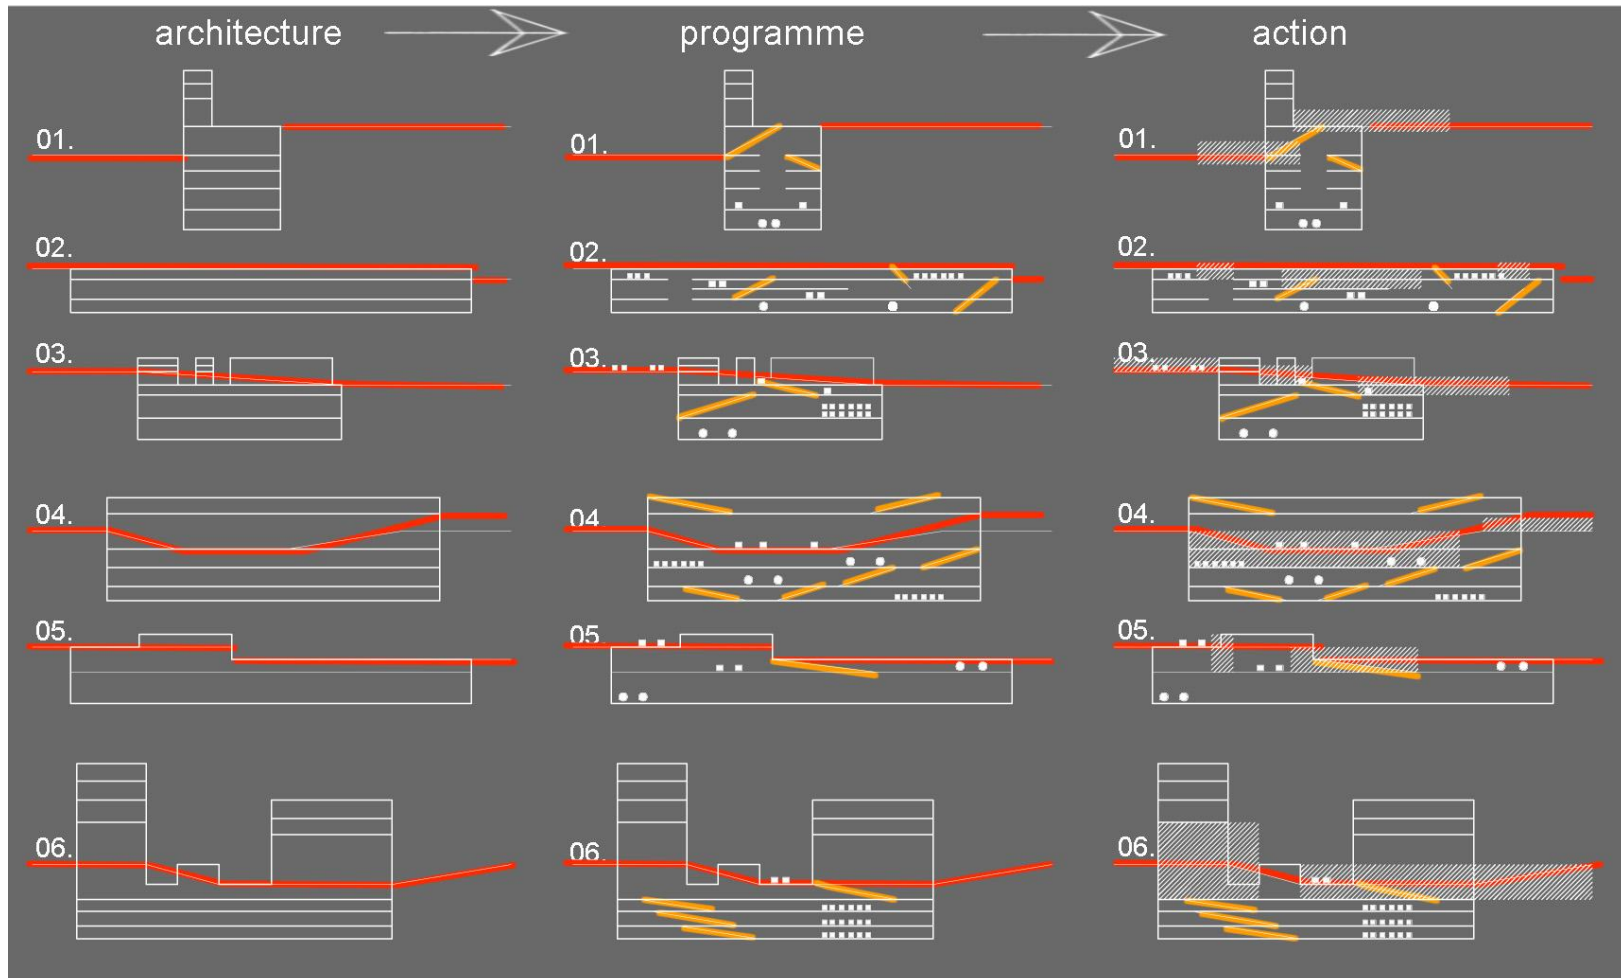 architecture programme action
01. 01. 01.
02. 02. 02.
03. 03. 03.
04. 04 04.
05. 05. 05.
06. 06. 06.